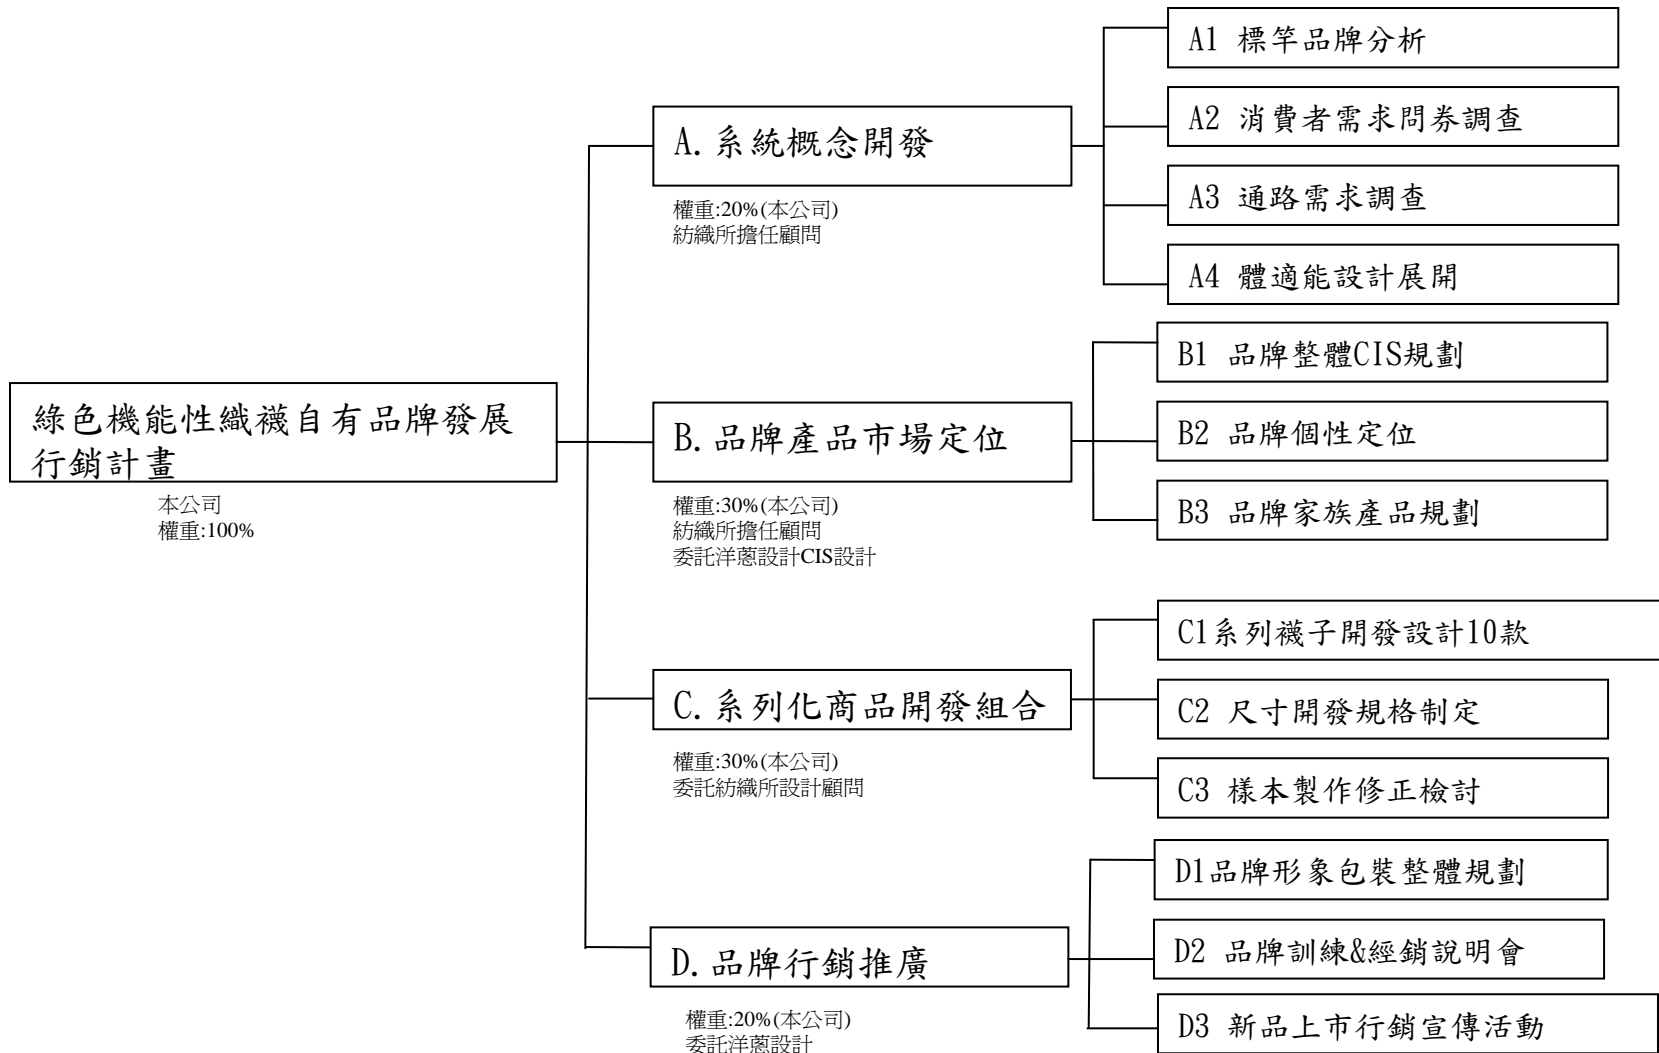 綠色機能性織襪自有品牌發展
行銷計畫
本公司
權重:100%
A.系統概念開發
權重:20%(本公司)
紡織所擔任顧問
A1 標竿品牌分析
A2 消費者需求問券調查
A3 通路需求調查
A4 體適能設計展開
B.品牌產品市場定位
權重:30%(本公司)
紡織所擔任顧問
委託洋蔥設計CIS設計
B1 品牌整體CIS規劃
B2 品牌個性定位
B3 品牌家族產品規劃
C.系列化商品開發組合
權重:30%(本公司)
委託紡織所設計顧問
C1系列襪子開發設計10款
C2 尺寸開發規格制定
C3 樣本製作修正檢討
D.品牌行銷推廣
權重:20%(本公司)
委託洋蔥設計
D1品牌形象包裝整體規劃
D2 品牌訓練&經銷說明會
D3 新品上市行銷宣傳活動